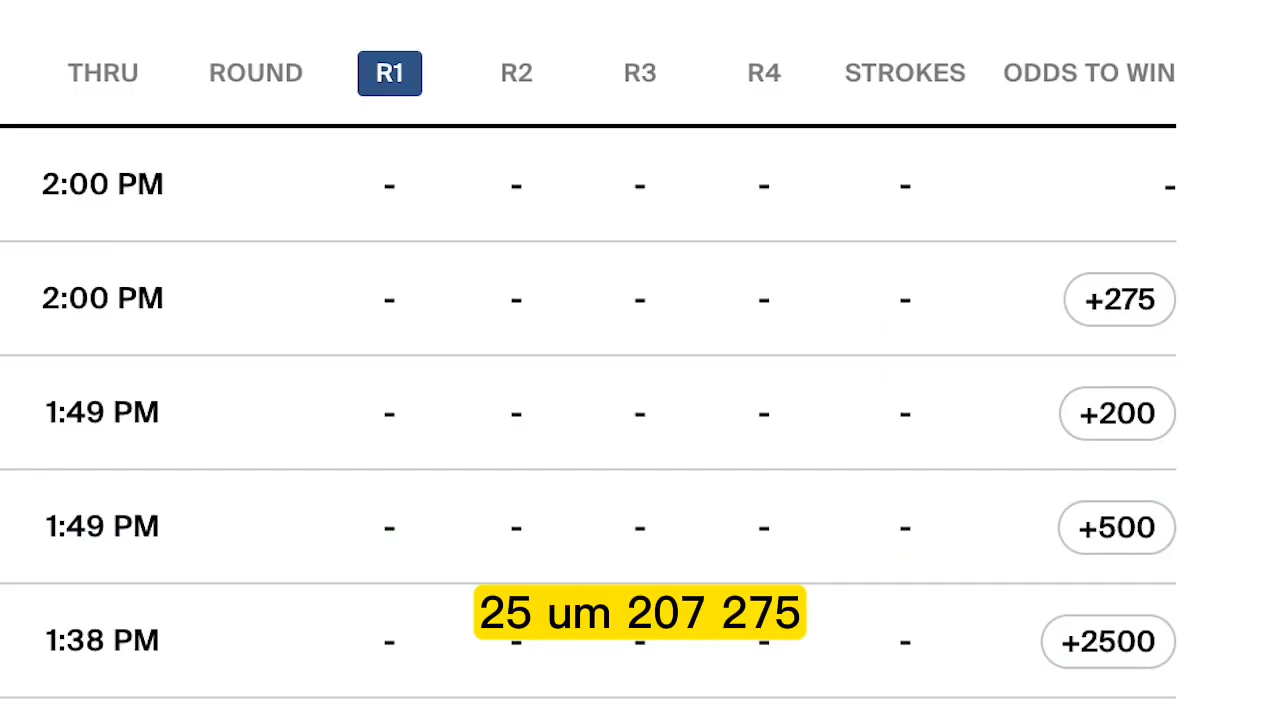 THRU ROUND R1 R2 R3 R4 STROKES ODDS TO WIN
2:00 PM - - - - - -
2:00 PM - - - - - +275
1:49 PM - - - - - +200
1:49 PM - - - - - +500
25 um 207 275
1:38 PM - - - - - +2500